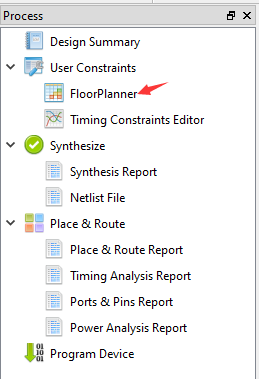 Process
Design Summary
User Constraints
FloorPlanner
Timing Constraints Editor
Synthesize
Synthesis Report
Netlist File
Place & Route
Place & Route Report
Timing Analysis Report
Ports & Pins Report
Power Analysis Report
Program Device